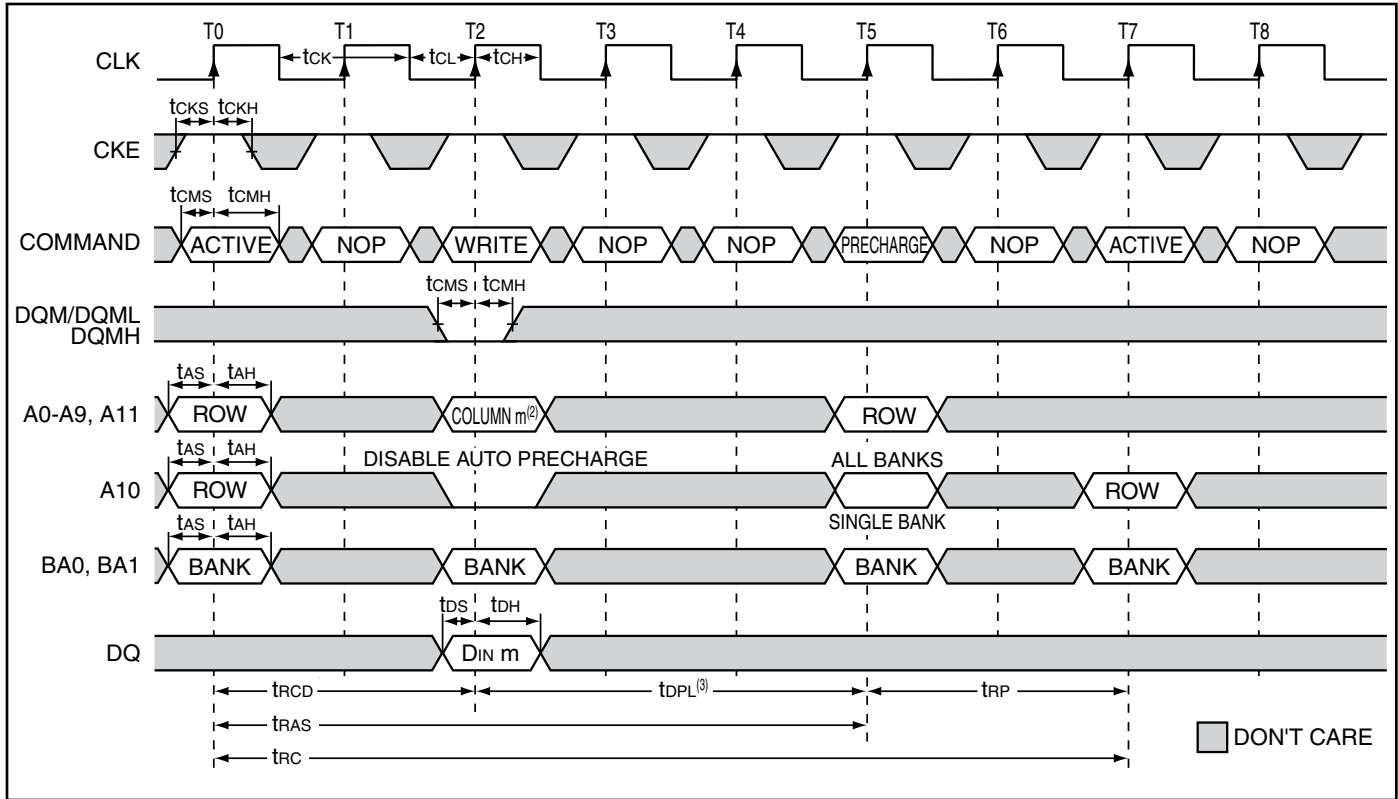 T0 T1 T2 T3 T4 T5 T6 T7 T8
CLK
tCK tCL tCH
tCKS tCKH
CKE
tCMS tCMH
COMMAND ACTIVE NOP WRITE NOP NOP PRECHARGE NOP ACTIVE NOP
tCMS tCMH
DQM/DQML
DQMH
tAS tAH
A0-A9, A11 ROW COLUMN m(2) ROW
tAS tAH DISABLE AUTO PRECHARGE ALL BANKS
A10 ROW ROW
tAS tAH SINGLE BANK
BA0, BA1 BANK BANK BANK BANK
tDS tDH
DQ DIN m
tRCD tDPL(3) tRP
tRAS
DON'T CARE
tRC